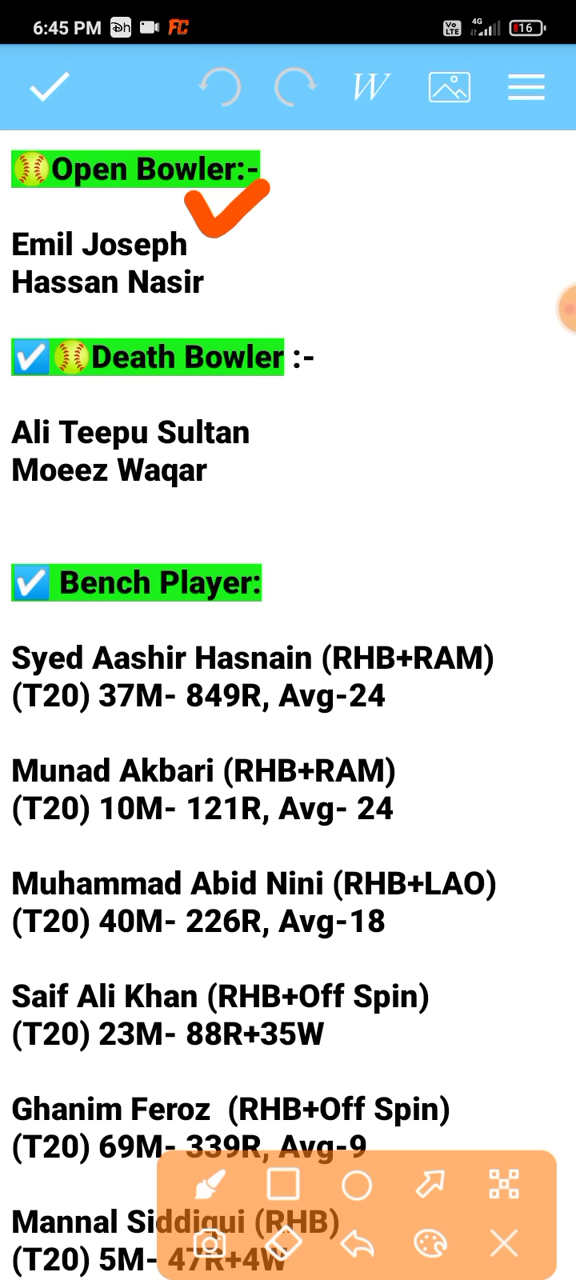 6:45 PM Dh FC Vo LTE 4G 16
W
Open Bowler:-
Emil Joseph
Hassan Nasir
Death Bowler :-
Ali Teepu Sultan
Moeez Waqar
Bench Player:
Syed Aashir Hasnain (RHB+RAM)
(T20) 37M- 849R, Avg-24
Munad Akbari (RHB+RAM)
(T20) 10M- 121R, Avg- 24
Muhammad Abid Nini (RHB+LAO)
(T20) 40M- 226R, Avg-18
Saif Ali Khan (RHB+Off Spin)
(T20) 23M- 88R+35W
Ghanim Feroz (RHB+Off Spin)
(T20) 69M- 339R, Avg-9
Mannal Siddiqui (RHB)
(T20) 5M- 47R+4W